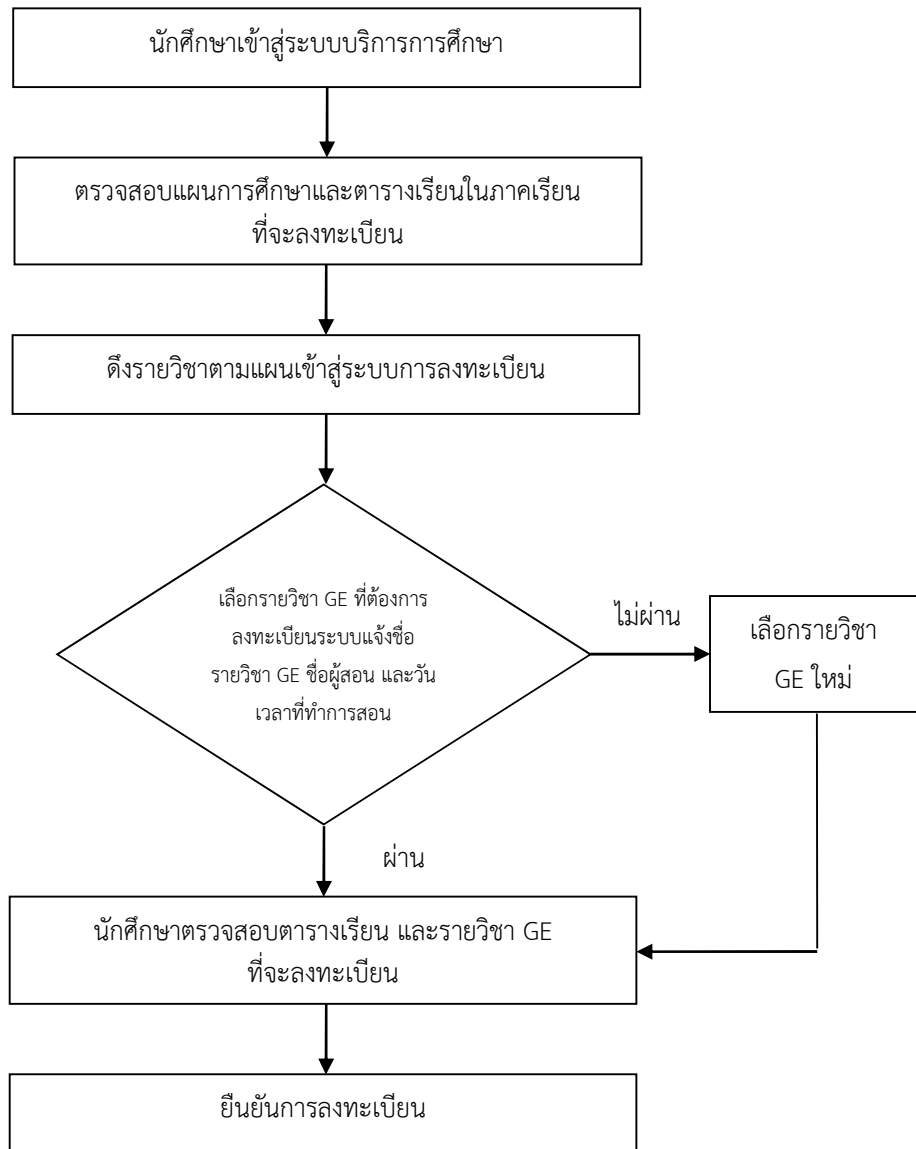 นักศึกษาเข้าสู่ระบบบริการการศึกษา
ตรวจสอบแผนการศึกษาและตารางเรียนในภาคเรียน
ที่จะลงทะเบียน
ดึงรายวิชาตามแผนเข้าสู่ระบบการลงทะเบียน
เลือกรายวิชา GE ที่ต้องการ
ลงทะเบียนระบบแจ้งชื่อ
รายวิชา GE ชื่อผู้สอน และวัน
เวลาที่ทำการสอน
ไม่ผ่าน
เลือกรายวิชา
GE ใหม่
ผ่าน
นักศึกษาตรวจสอบตารางเรียน และรายวิชา GE
ที่จะลงทะเบียน
ยืนยันการลงทะเบียน